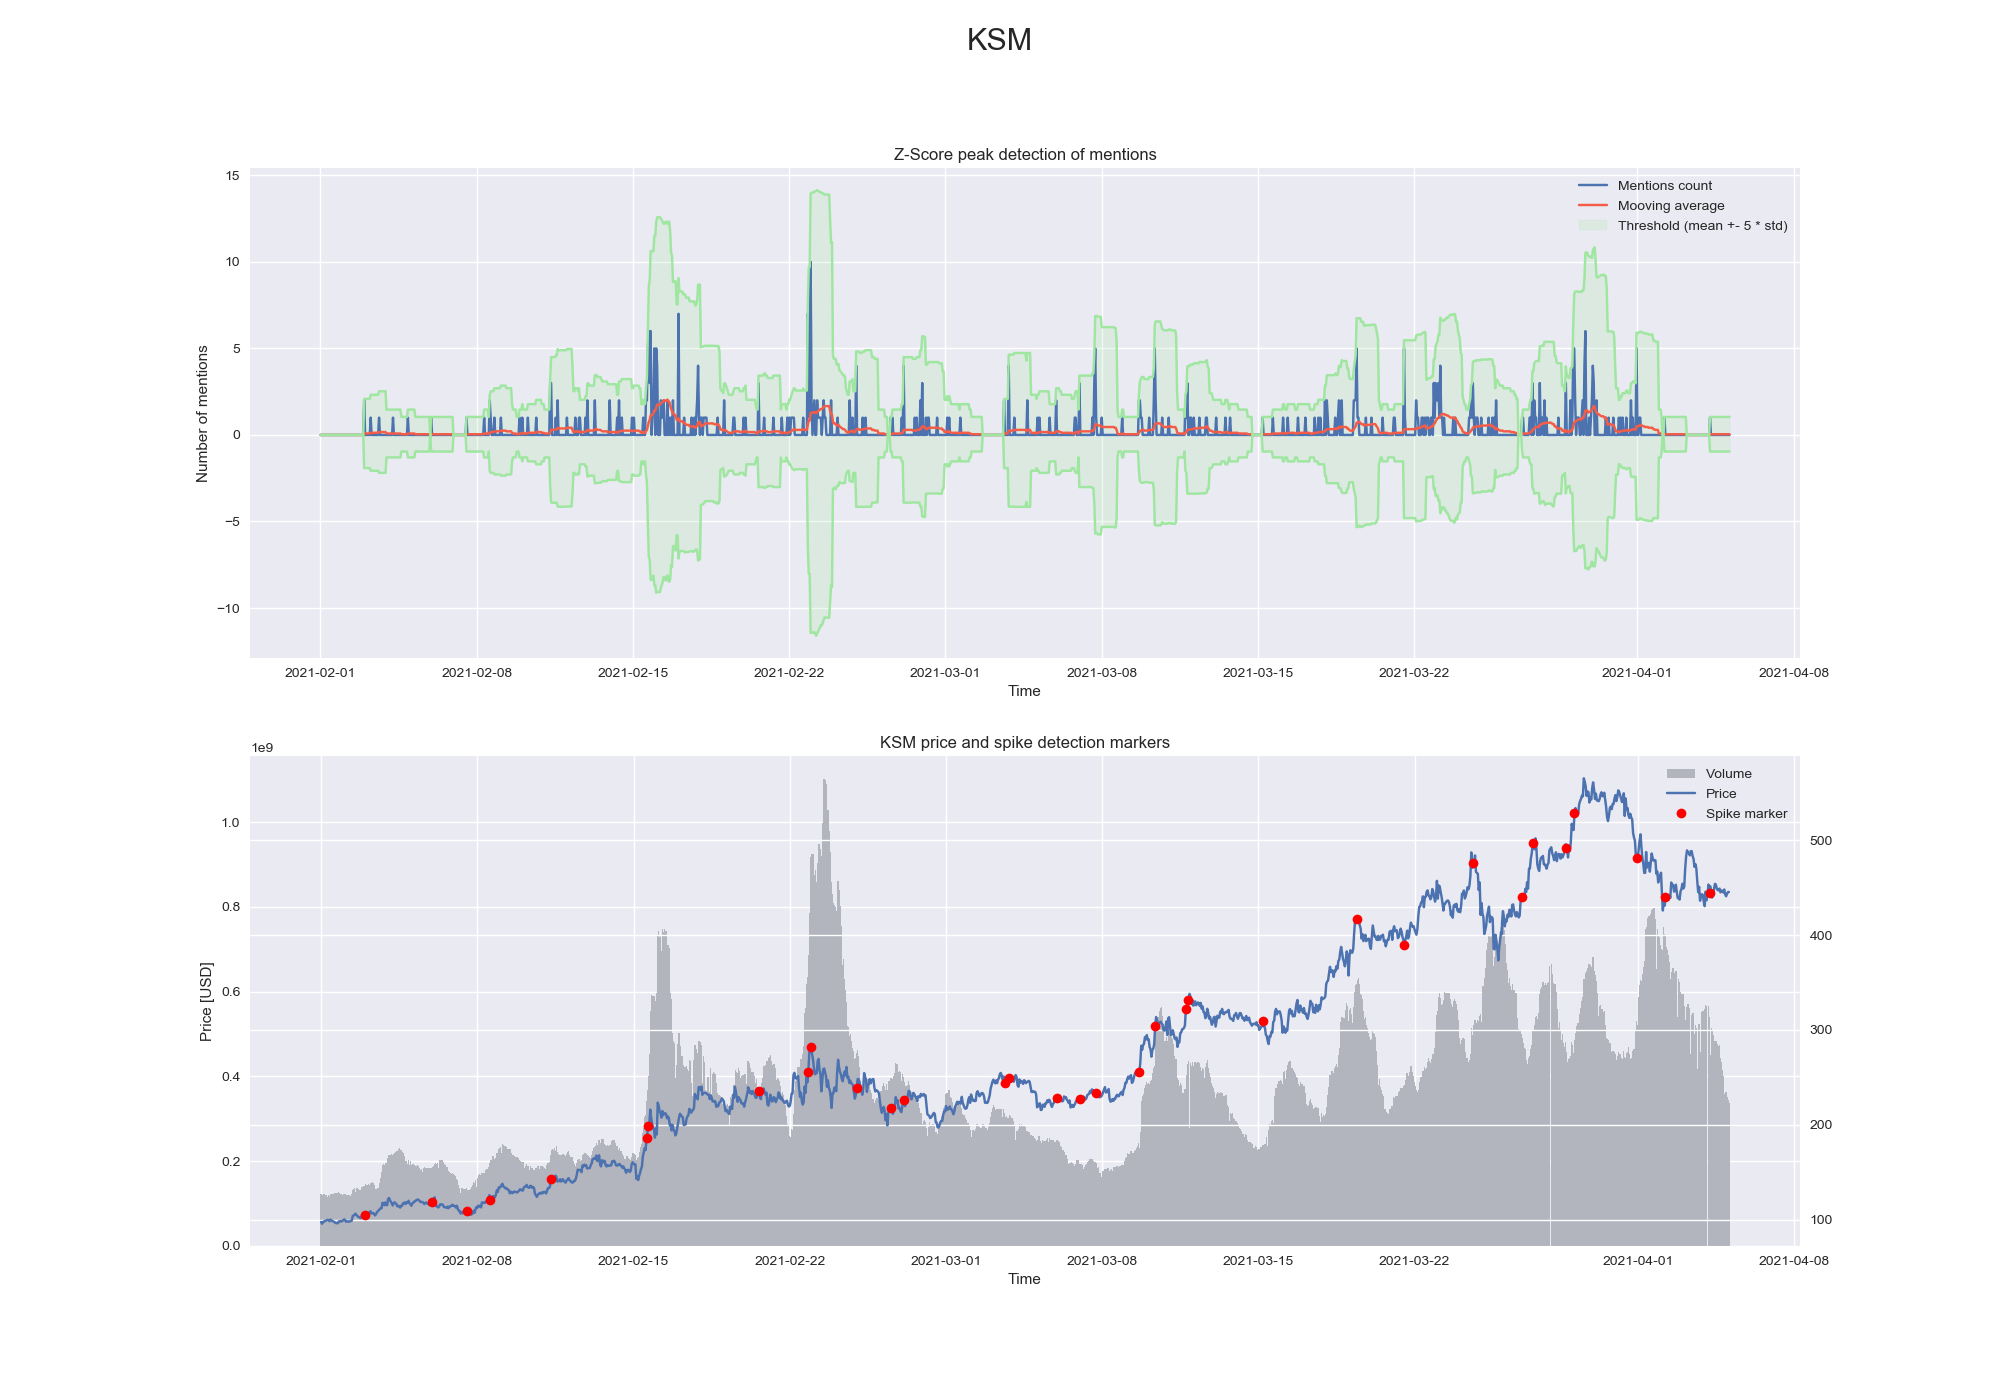 KSM
Z-Score peak detection of mentions
15
10
5
0
−5
−10
Number of mentions
Mentions count
Mooving average
Threshold (mean +- 5 * std)
2021-02-01 2021-02-08 2021-02-15 2021-02-22 2021-03-01 2021-03-08 2021-03-15 2021-03-22 2021-04-01 2021-04-08
Time
KSM price and spike detection markers
1e9
1.0
0.8
0.6
0.4
0.2
0.0
Price [USD]
Volume
Price
Spike marker
500
400
300
200
100
2021-02-01 2021-02-08 2021-02-15 2021-02-22 2021-03-01 2021-03-08 2021-03-15 2021-03-22 2021-04-01 2021-04-08
Time